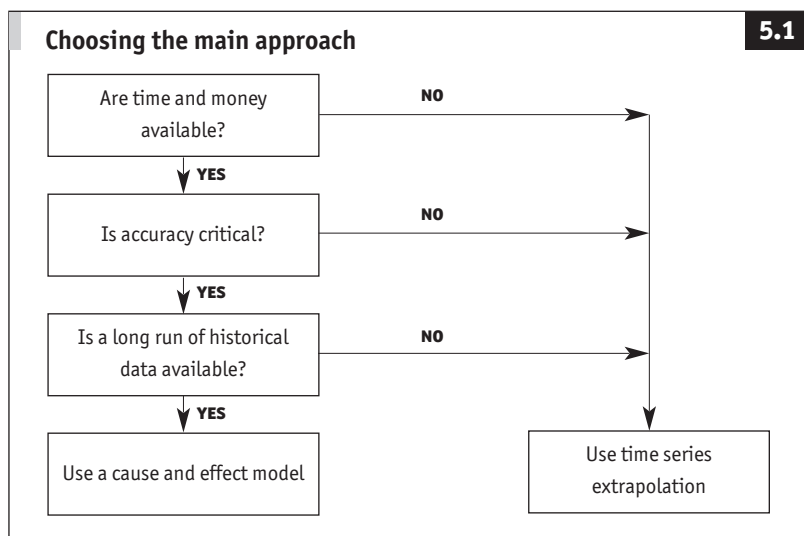 Choosing the main approach
5.1
Are time and money
available?
NO
YES
Is accuracy critical?
NO
YES
Is a long run of historical
data available?
NO
YES
Use a cause and effect model
Use time series
extrapolation